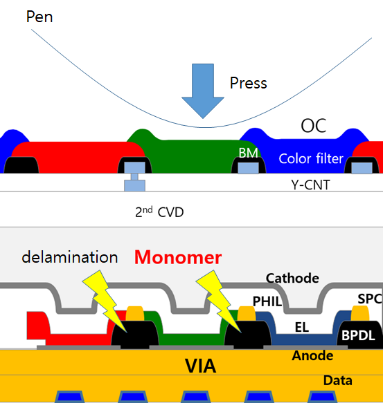 Pen
Press
OC
BM
Color filter
Y-CNT
2nd CVD
delamination Monomer
Cathode
PHIL
SPC
EL
BPDL
Anode
VIA
Data